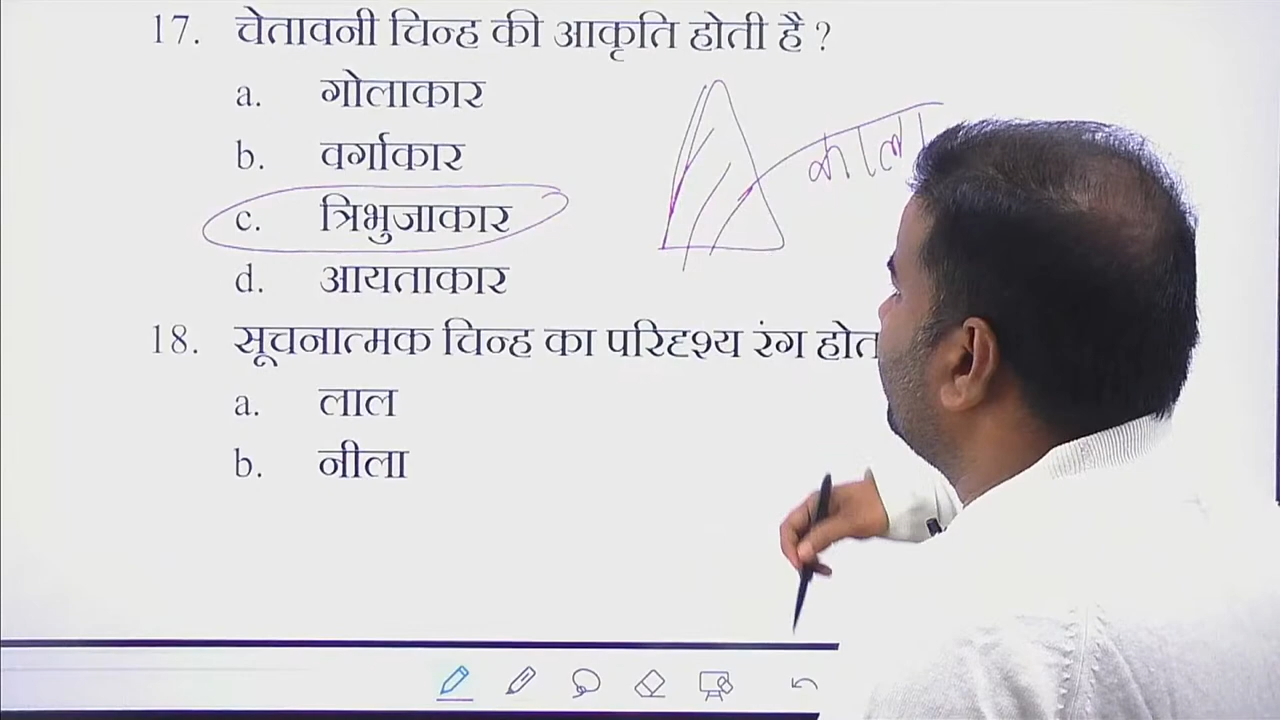 17. चेतावनी चिन्ह की आकृति होती है ?
a. गोलाकार
b. वर्गाकार
c. त्रिभुजाकार
d. आयताकार
काला
18. सूचनात्मक चिन्ह का परिदृश्य रंग होत
a. लाल
b. नीला